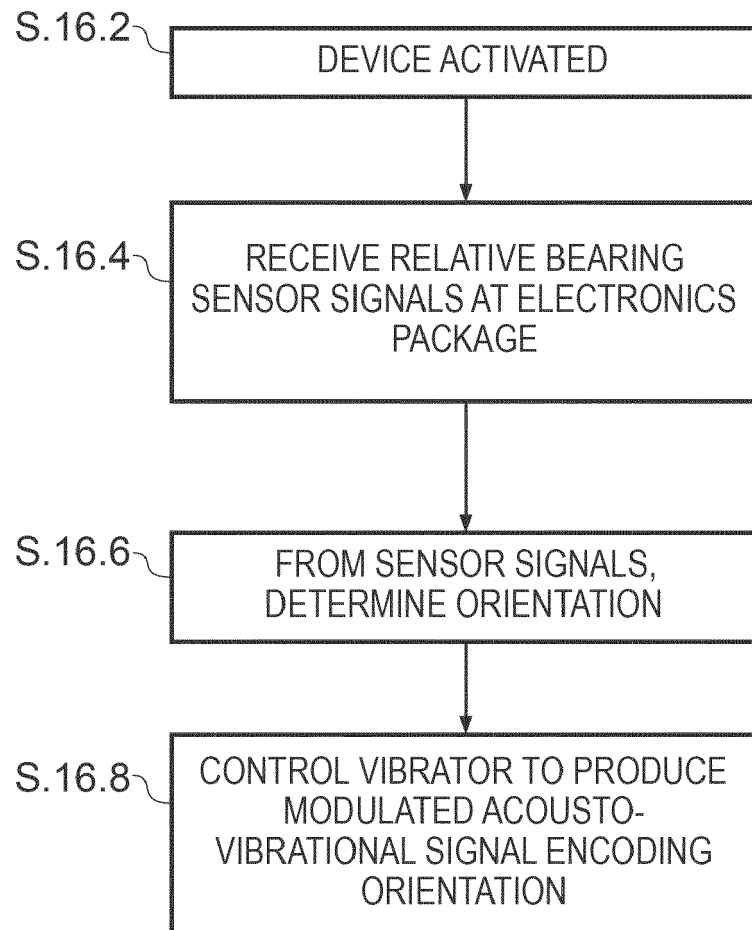 S.16.2
DEVICE ACTIVATED
S.16.4
RECEIVE RELATIVE BEARING
SENSOR SIGNALS AT ELECTRONICS
PACKAGE
S.16.6
FROM SENSOR SIGNALS,
DETERMINE ORIENTATION
S.16.8
CONTROL VIBRATOR TO PRODUCE
MODULATED ACOUSTO-
VIBRATIONAL SIGNAL ENCODING
ORIENTATION